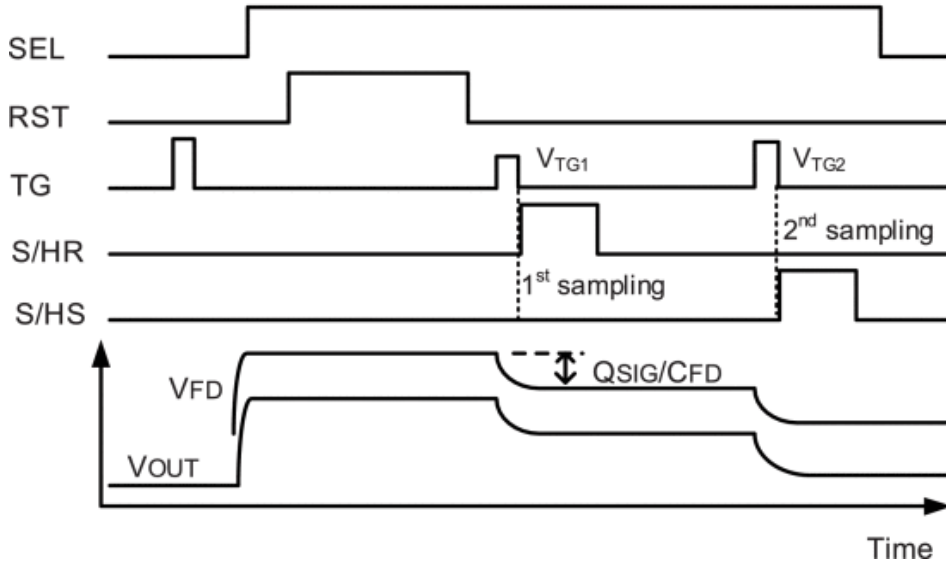 SEL
RST
TG
VTG1
VTG2
S/HR
2nd sampling
1st sampling
S/HS
QSIG/CFD
VFD
VOUT
Time